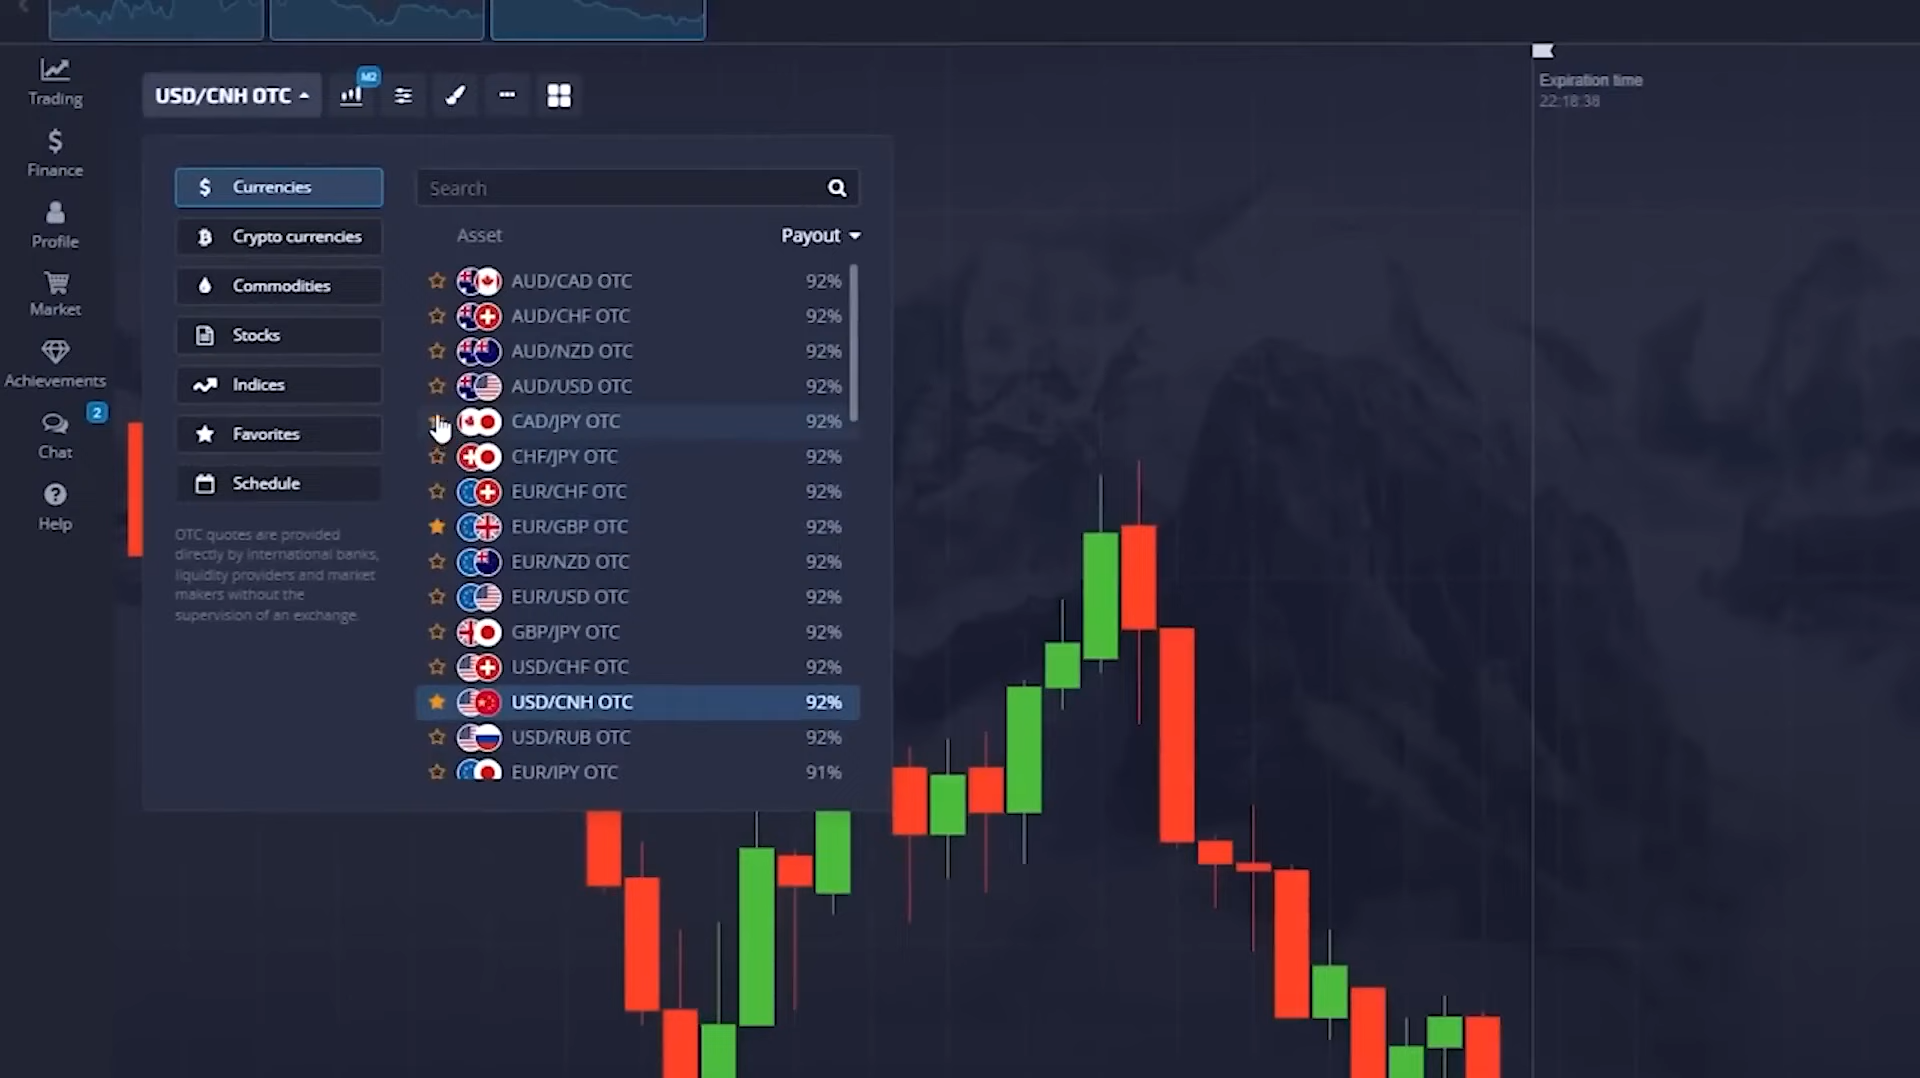 Trading
Finance
Profile
Market
Achievements
2
Chat
Help
USD/CNH OTC
M2
Expiration time
22:18:38
Currencies
Crypto currencies
Commodities
Stocks
Indices
Favorites
Schedule
OTC quotes are provided
directly by international banks,
liquidity providers and market
makers without the
supervision of an exchange.
Search
Asset Payout
AUD/CAD OTC 92%
AUD/CHF OTC 92%
AUD/NZD OTC 92%
AUD/USD OTC 92%
CAD/JPY OTC 92%
CHF/JPY OTC 92%
EUR/CHF OTC 92%
EUR/GBP OTC 92%
EUR/NZD OTC 92%
EUR/USD OTC 92%
GBP/JPY OTC 92%
USD/CHF OTC 92%
USD/CNH OTC 92%
USD/RUB OTC 92%
EUR/JPY OTC 91%